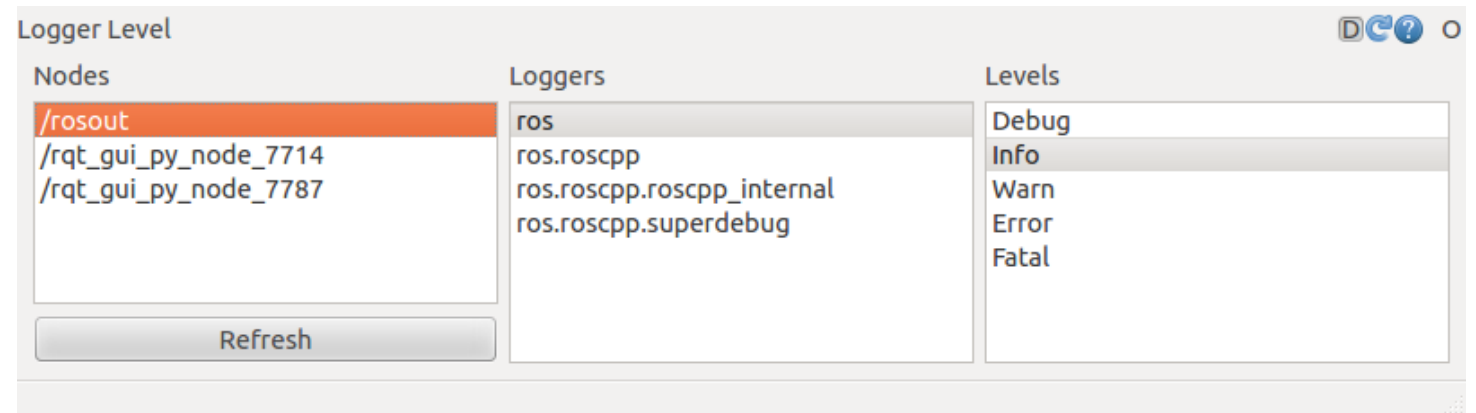 Logger Level
D ? O
Nodes
/rosout
/rqt_gui_py_node_7714
/rqt_gui_py_node_7787
Refresh
Loggers
ros
ros.roscpp
ros.roscpp.roscpp_internal
ros.roscpp.superdebug
Levels
Debug
Info
Warn
Error
Fatal